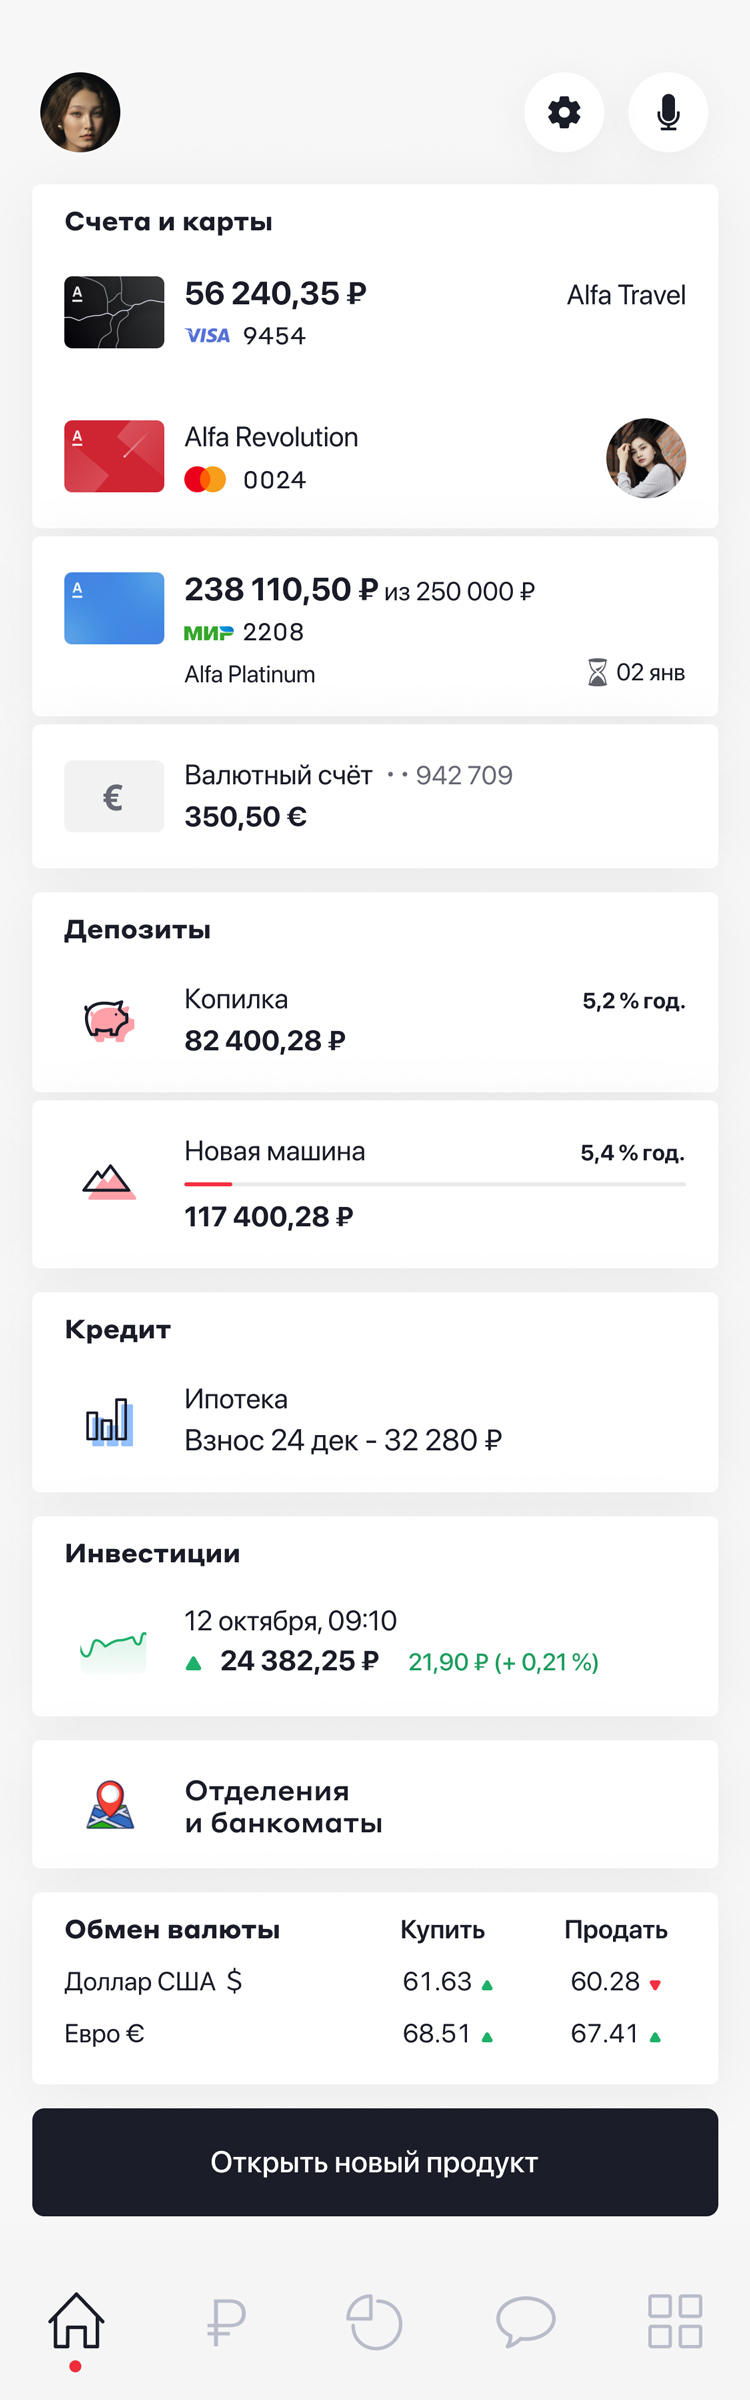 Счета и карты
A
56 240,35 ₽
Alfa Travel
VISA 9454
A
Alfa Revolution
0024
A
238 110,50 ₽ из 250 000 ₽
МИР 2208
Alfa Platinum
02 янв
€
Валютный счёт ·· 942 709
350,50 €
Депозиты
Копилка
5,2 % год.
82 400,28 ₽
Новая машина
5,4 % год.
117 400,28 ₽
Кредит
Ипотека
Взнос 24 дек - 32 280 ₽
Инвестиции
12 октября, 09:10
24 382,25 ₽ 21,90 ₽ (+ 0,21 %)
Отделения
и банкоматы
Обмен валюты Купить Продать
Доллар США $ 61.63 60.28
Евро € 68.51 67.41
Открыть новый продукт
₽